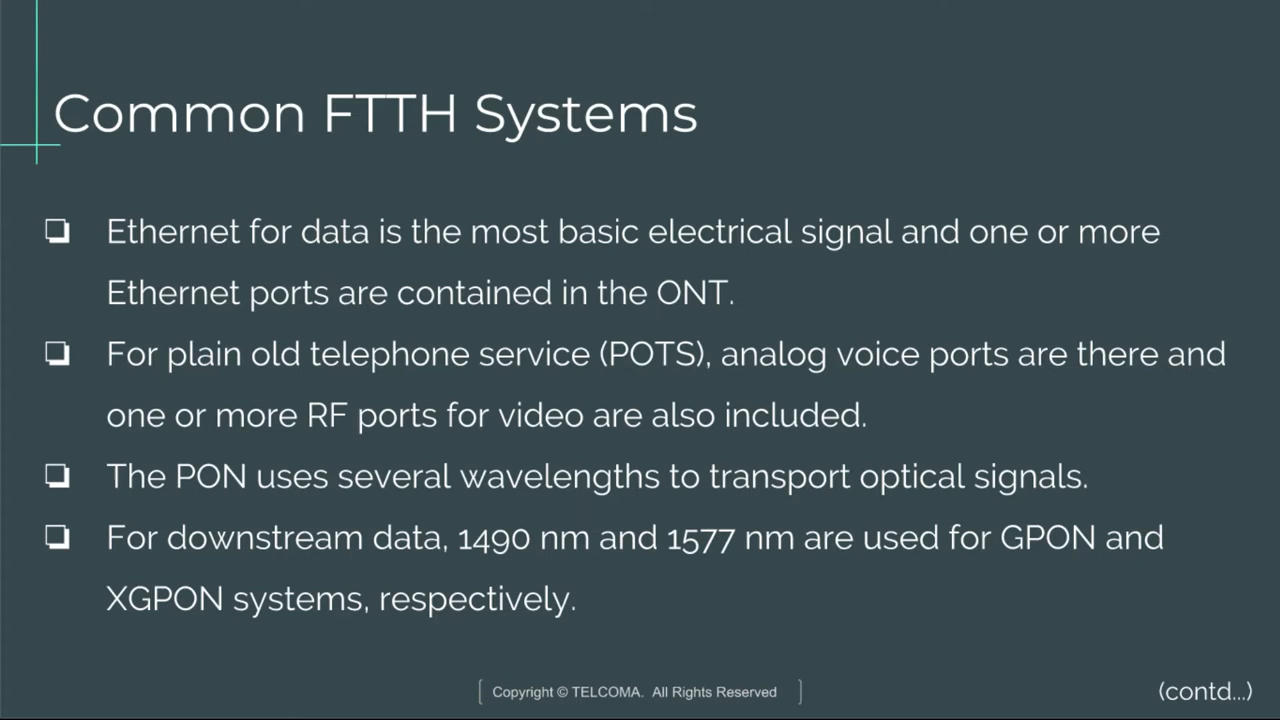 Common FTTH Systems
❏ Ethernet for data is the most basic electrical signal and one or more
Ethernet ports are contained in the ONT.
❏ For plain old telephone service (POTS), analog voice ports are there and
one or more RF ports for video are also included.
❏ The PON uses several wavelengths to transport optical signals.
❏ For downstream data, 1490 nm and 1577 nm are used for GPON and
XGPON systems, respectively.
Copyright © TELCOMA. All Rights Reserved
(contd...)